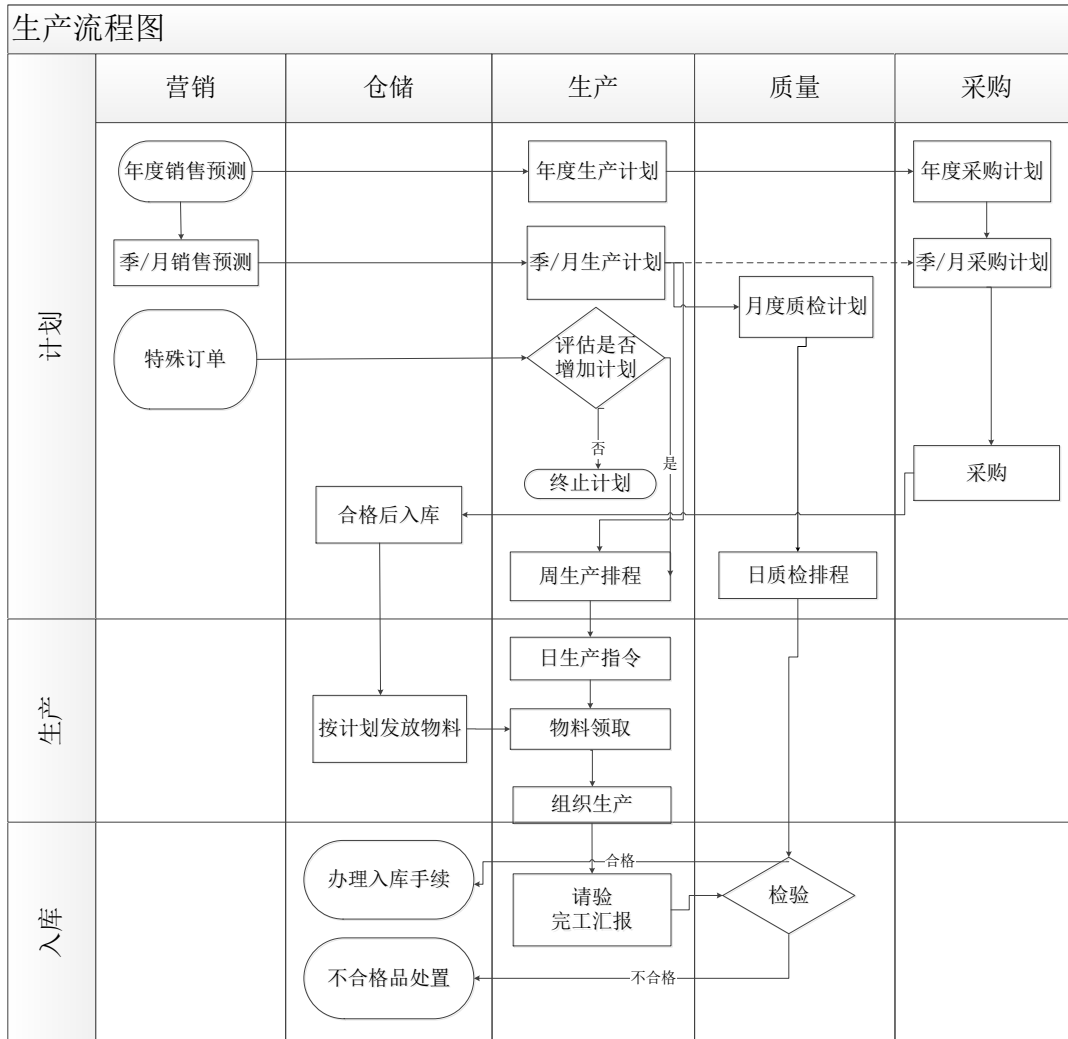 生产流程图
营销
仓储
生产
质量
采购
计划
年度销售预测
年度生产计划
年度采购计划
季/月销售预测
季/月生产计划
季/月采购计划
月度质检计划
特殊订单
评估是否
增加计划
否
是
终止计划
采购
合格后入库
周生产排程
日质检排程
生产
日生产指令
按计划发放物料
物料领取
组织生产
入库
办理入库手续
合格
请验
完工汇报
检验
不合格品处置
不合格